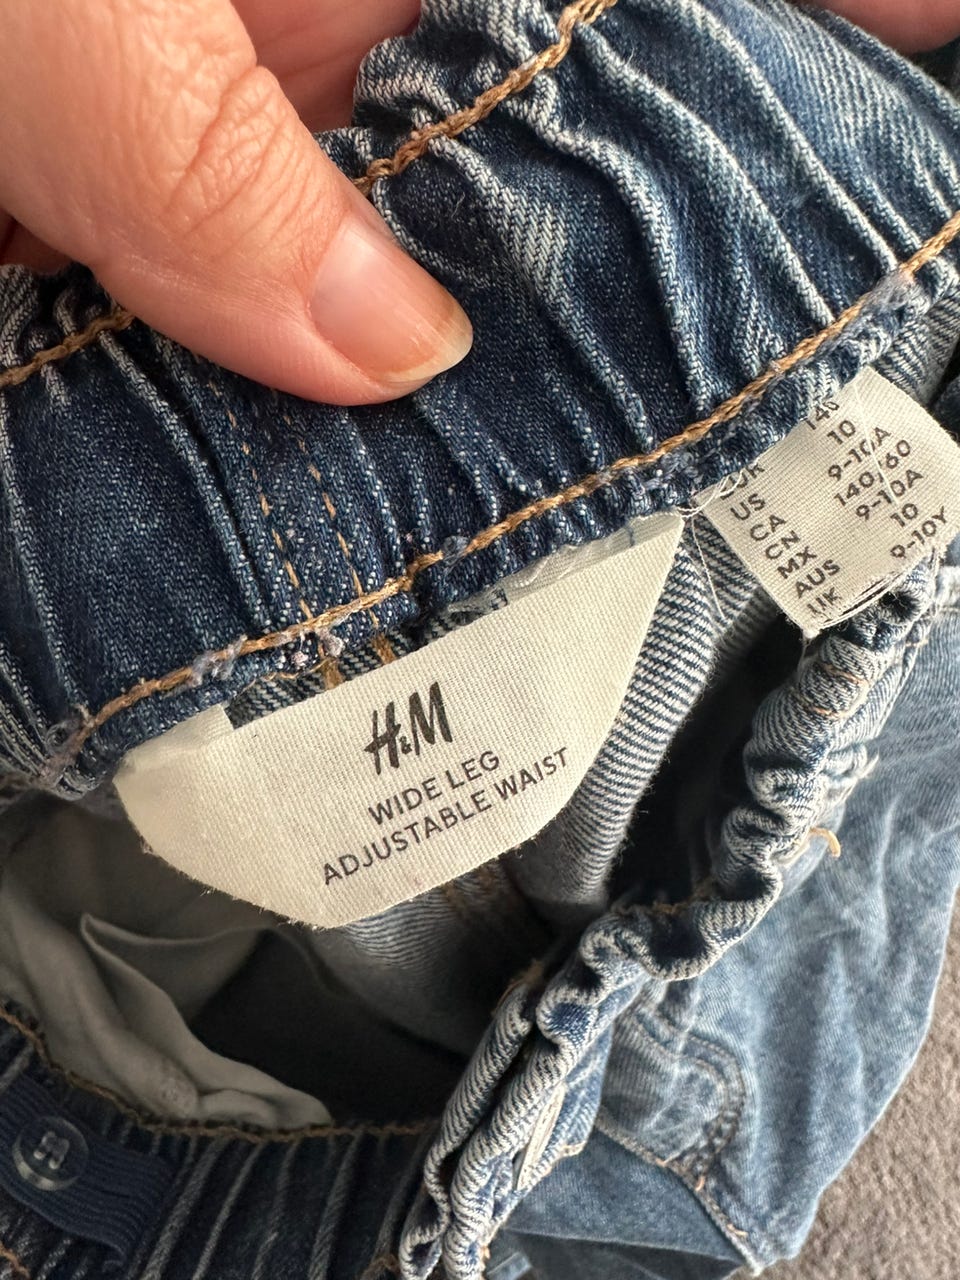 H&M
WIDE LEG
ADJUSTABLE WAIST
140
US 10
CA 9-10A
CN 140/60
MX 9-10A
AUS 10
UK 9-10Y